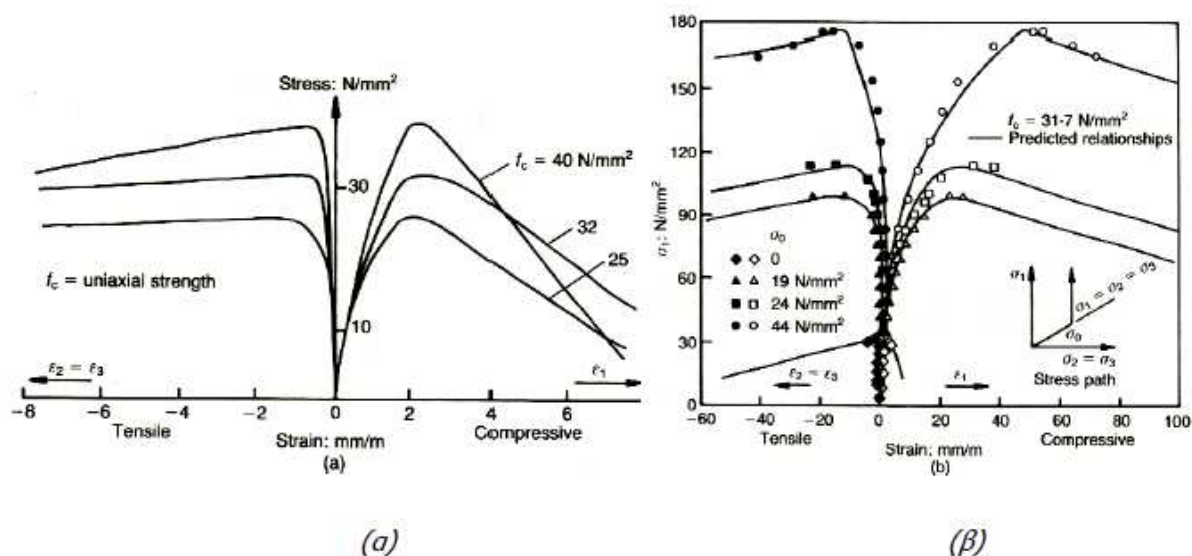 Stress: N/mm²
f_c = 40 N/mm²
30
32
25
f_c = uniaxial strength
10
ε₂ = ε₃
ε₁
−8 −6 −4 −2 0 2 4 6
Tensile Strain: mm/m Compressive
(a)
180
150
f_c = 31·7 N/mm²
Predicted relationships
120
σ₁: N/mm²
90
σ₀
0
60
19 N/mm²
24 N/mm²
44 N/mm²
σ₁
σ₁ = σ₂ = σ₃
σ₀
30
σ₂ = σ₃
ε₂ = ε₃
ε₁
Stress path
0
−60 −40 −20 0 20 40 60 80 100
Tensile Strain: mm/m Compressive
(b)
(α) (β)